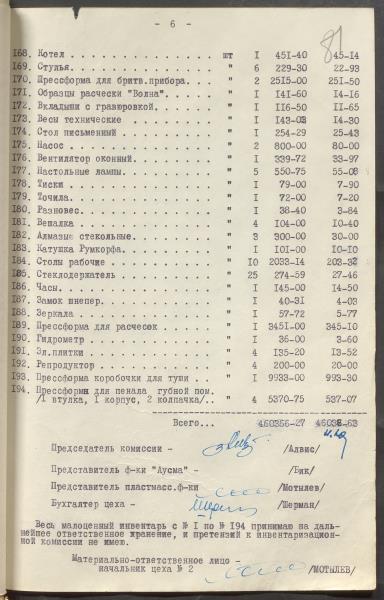 - 6 -
81
168. Котел . . . . . . . . . . . . . шт I 451-40 45-14
169. Стулья. . . . . . . . . . . . . " 6 229-30 22-93
170. Прессформа для бритв.прибора. . . " 2 2515-00 251-50
171. Образцы расчески "Волна". . . . . " I 141-60 14-16
172. Вкладыши с гравировкой. . . . . . " I 116-50 11-65
173. Весы технические . . . . . . . . " I 143-03 14-30
174. Стол письменный . . . . . . . . . " I 254-29 25-43
175. Насос . . . . . . . . . . . . . . " 2 800-00 80-00
176. Вентилятор оконный. . . . . . . . " I 339-72 33-97
177. Настольные лампы. . . . . . . . . " 5 550-75 55-08
178. Тиски . . . . . . . . . . . . . . " I 79-00 7-90
179. Точила. . . . . . . . . . . . . . " I 72-00 7-20
180. Разновес. . . . . . . . . . . . . " I 38-40 3-84
181. Вешалка . . . . . . . . . . . . . " 4 104-00 10-40
182. Алмазы стекольные. . . . . . . . " 3 300-00 30-00
183. Катушка Румкорфа. . . . . . . . . " I 101-00 10-10
184. Столы рабочие . . . . . . . . . . " 10 2033-14 203-32
185. Стеклодержатель . . . . . . . . . " 25 274-59 27-46
186. Часы. . . . . . . . . . . . . . . " I 145-00 14-50
187. Замок шнепер. . . . . . . . . . . " I 40-31 4-03
188. Зеркала . . . . . . . . . . . . . " I 57-72 5-77
189. Прессформа для расчесок . . . . . " I 3451-00 345-10
190. Гидрометр . . . . . . . . . . . . " I 36-00 3-60
191. Эл.плитки . . . . . . . . . . . . " 4 135-20 13-52
192. Репродуктор . . . . . . . . . . . " 4 200-00 20-00
193. Прессформа коробочки для туши . . " I 9933-00 993-30
194. Прессформы для пенала губной пом.
/1 втулка, 1 корпус, 2 колпачка/.. " 4 5370-75 537-07
Всего... 460356-27 46036-63
Председатель комиссии - /Алвис/
Представитель ф-ки "Аусма" - /Бик/
Представитель пластмасс.ф-ки /Мотылев/
Бухгалтер цеха - /Шерман/
Весь малоценный инвентарь с № I по № 194 принимаю на даль-
нейшее ответственное хранение, и претензий к инвентаризацион-
ной комиссии не имею.
Материально-ответственное лицо -
начальник цеха № 2 /МОТЫЛЕВ/